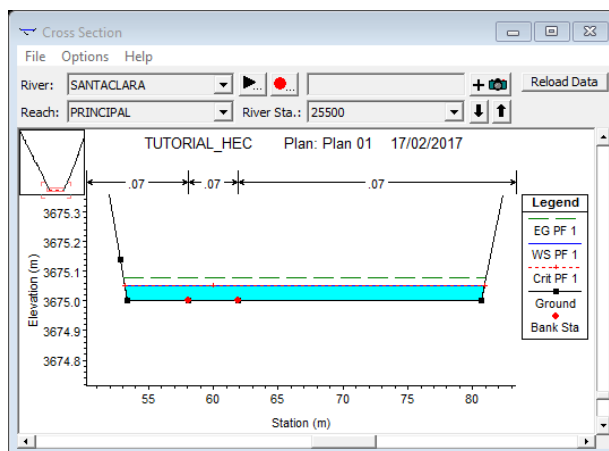 Cross Section
File Options Help
River: SANTACLARA Reload Data
Reach: PRINCIPAL River Sta.: 25500
TUTORIAL_HEC Plan: Plan 01 17/02/2017
.07 .07 .07
Legend
EG PF 1
WS PF 1
Crit PF 1
Ground
Bank Sta
Elevation (m)
3675.3
3675.2
3675.1
3675.0
3674.9
3674.8
55 60 65 70 75 80
Station (m)